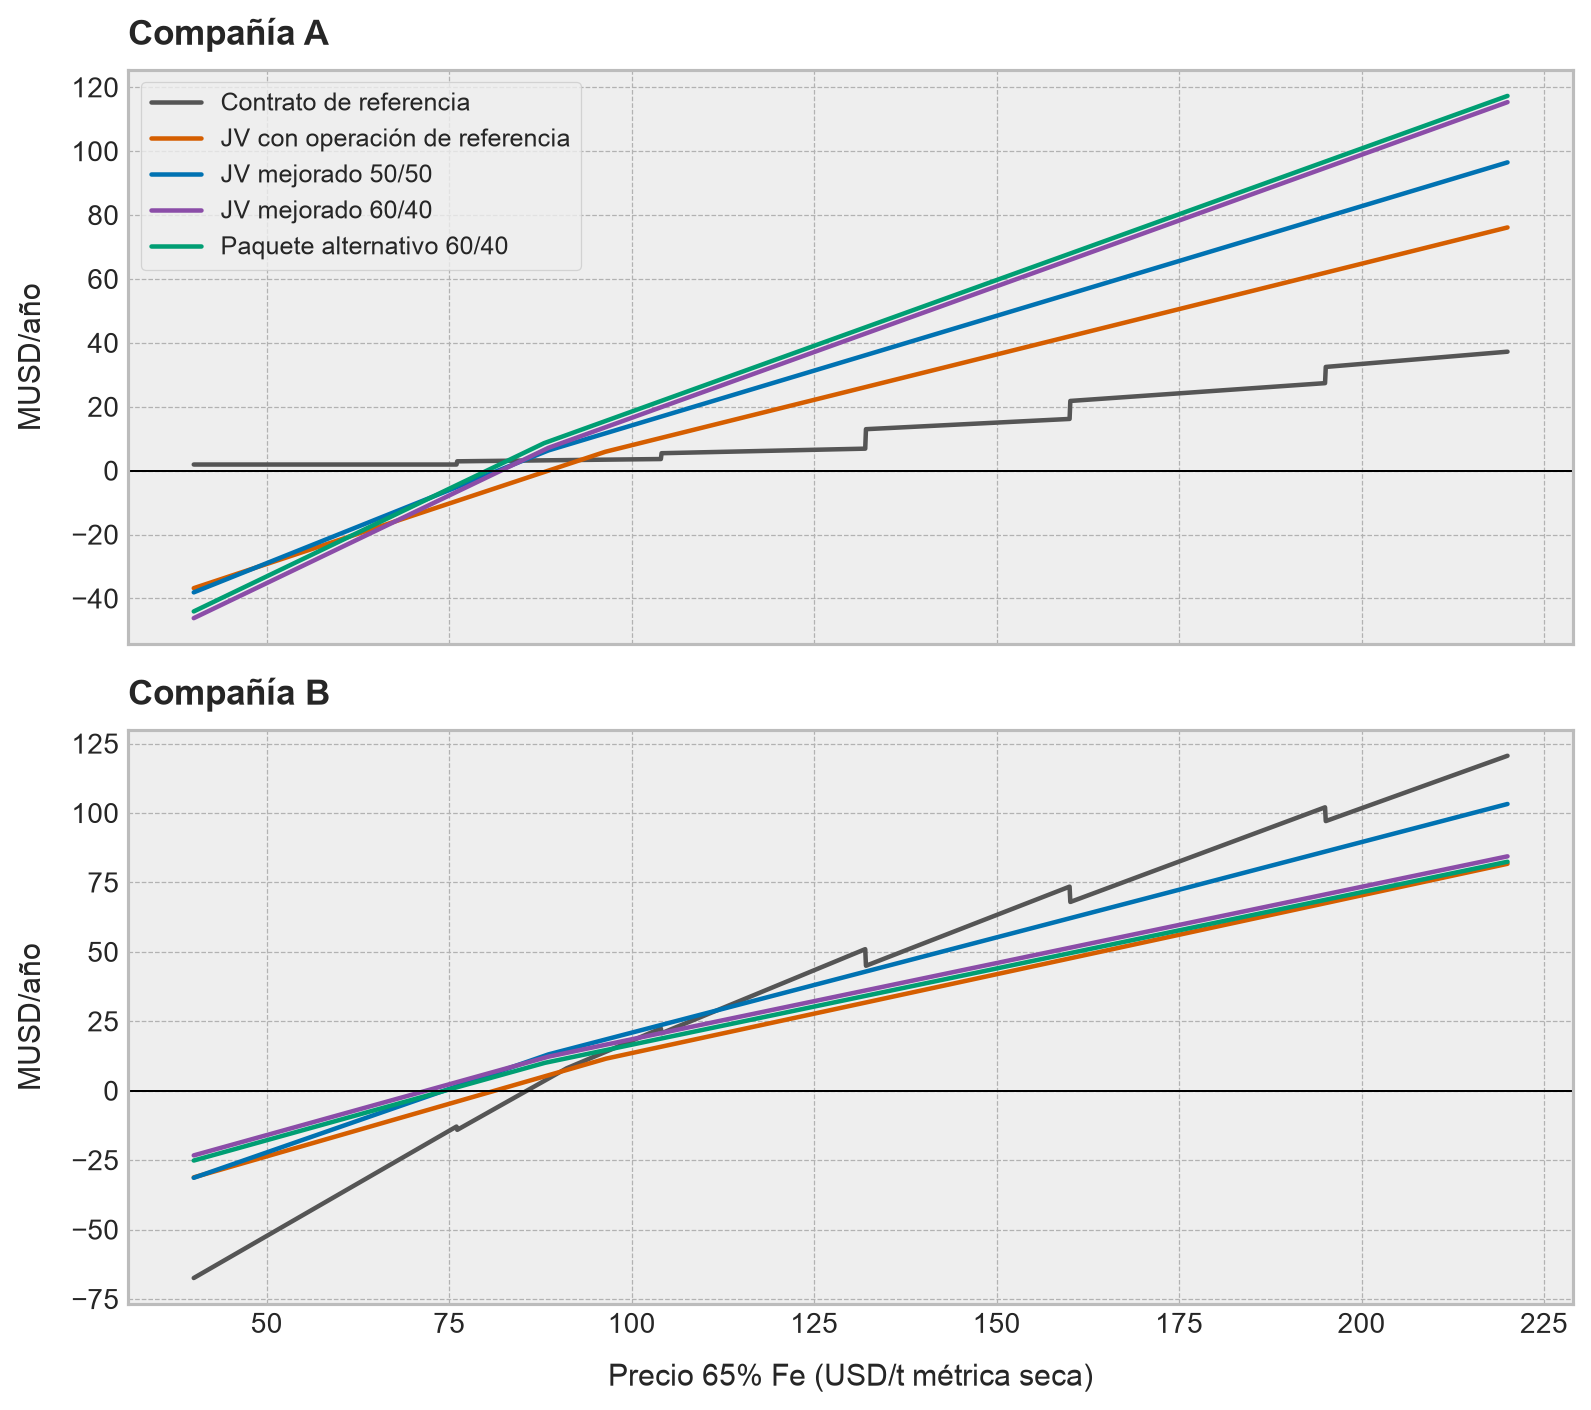 Compañía A
120
100
80
60
40
20
0
−20
−40
MUSD/año
Contrato de referencia
JV con operación de referencia
JV mejorado 50/50
JV mejorado 60/40
Paquete alternativo 60/40
Compañía B
125
100
75
50
25
0
−25
−50
−75
MUSD/año
50 75 100 125 150 175 200 225
Precio 65% Fe (USD/t métrica seca)